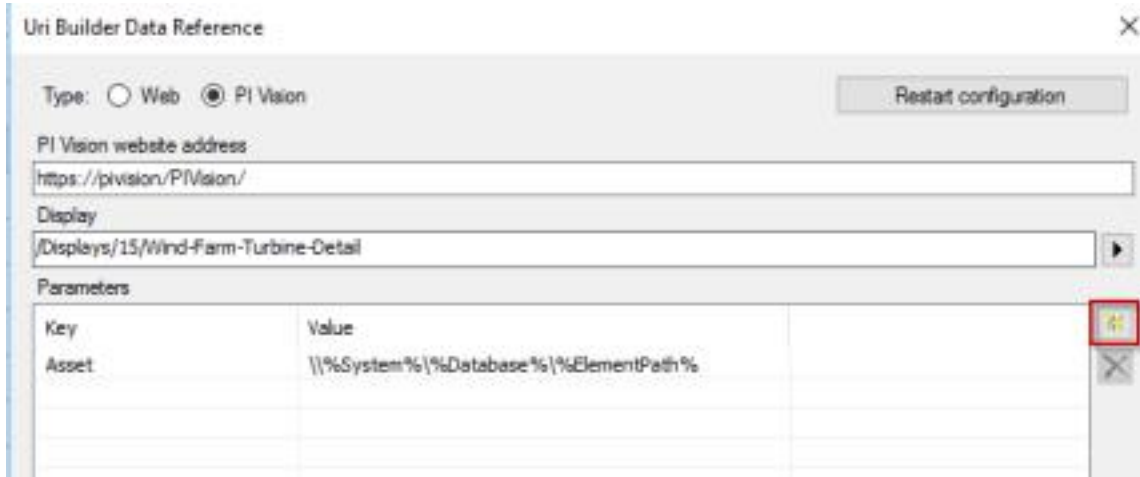 Uri Builder Data Reference
Type: Web PI Vision Restart configuration
PI Vision website address
https://pivision/PIVision/
Display
/Displays/15/Wind-Farm-Turbine-Detail
Parameters
Key Value
Asset \\%System%\%Database%\%ElementPath%